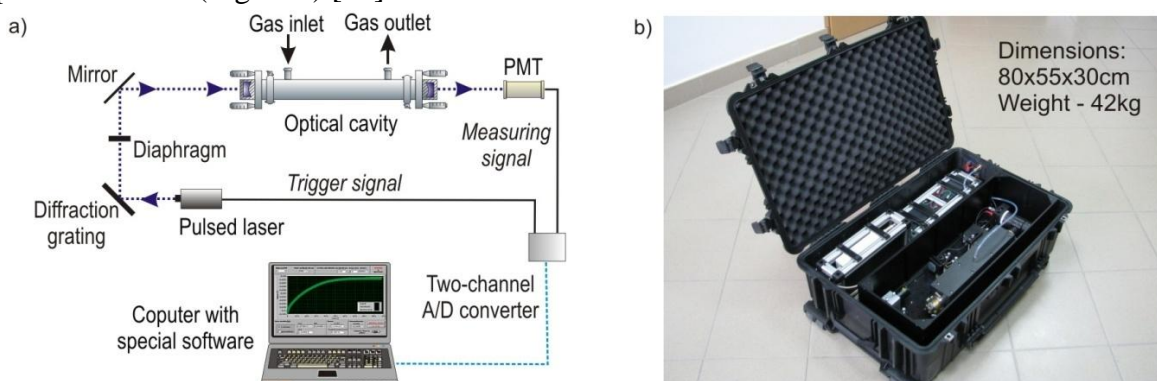 a)
Gas inlet
Gas outlet
Mirror
PMT
Optical cavity
Measuring
signal
Diaphragm
Trigger signal
Diffraction
grating
Pulsed laser
Two-channel
A/D converter
Coputer with
special software
b)
Dimensions:
80x55x30cm
Weight - 42kg